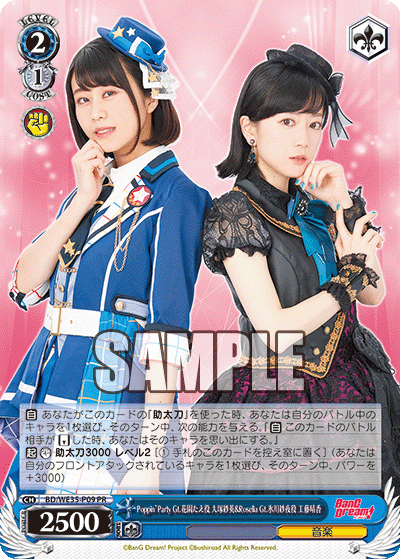 LEVEL
2
1
COST
SAMPLE
自 あなたがこのカードの「助太刀」を使った時、あなたは自分のバトル中の
キャラを1枚選び、そのターン中、次の能力を与える。『自 このカードのバトル
相手が【】した時、あなたはそのキャラを思い出にする。』
起 助太刀3000 レベル2 [① 手札のこのカードを控え室に置く] (あなたは
自分のフロントアタックされているキャラを1枚選び、そのターン中、パワーを
+3000)
CH BD/WE35-P09 PR
2500
Poppin'Party Gt.花園たえ役 大塚紗英&Roselia Gt.氷川紗夜役 工藤晴香
BanG Dream!
音楽
©BanG Dream! Project ©bushiroad All Rights Reserved.